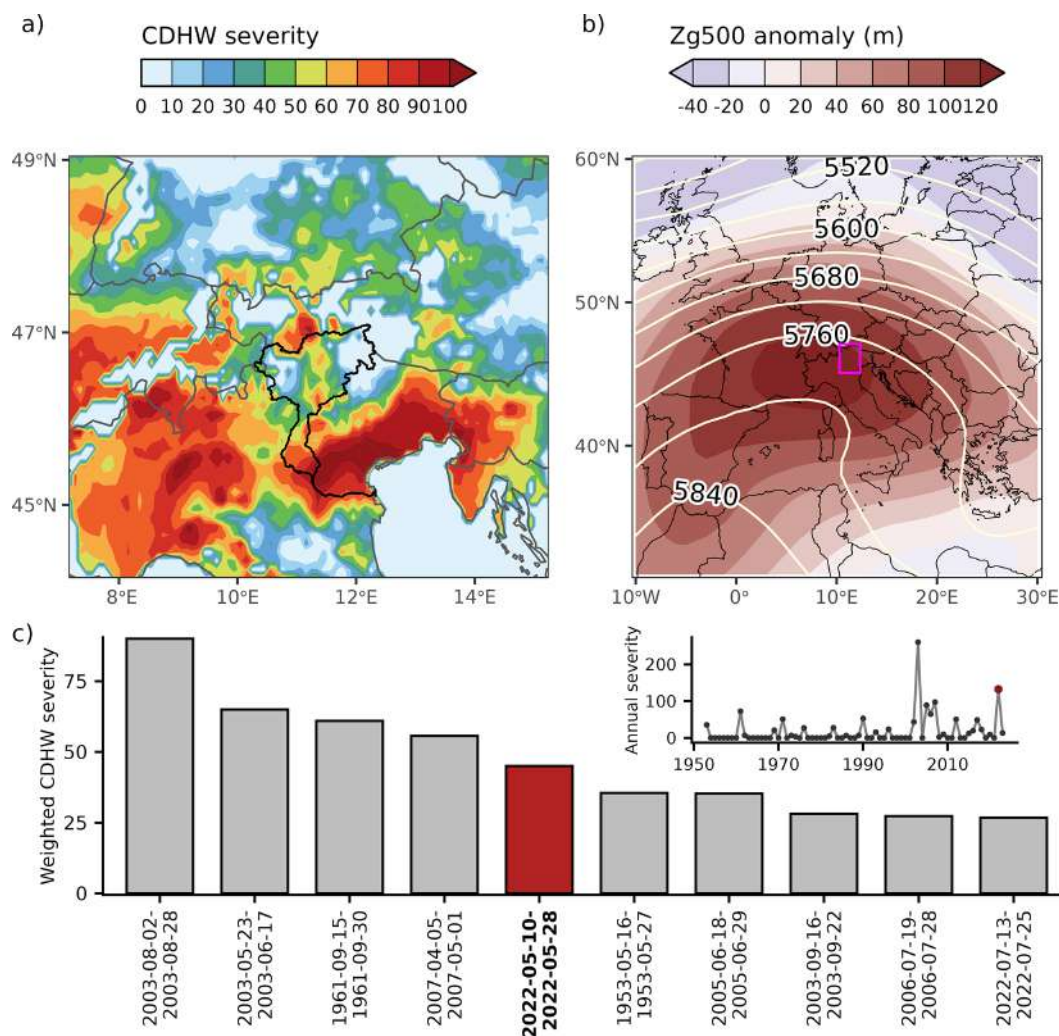 a)
CDHW severity
0 10 20 30 40 50 60 70 80 90 100
49°N
47°N
45°N
8°E 10°E 12°E 14°E
b)
Zg500 anomaly (m)
-40 -20 0 20 40 60 80 100 120
60°N
50°N
40°N
10°W 0° 10°E 20°E 30°E
5520
5600
5680
5760
5840
c)
Weighted CDHW severity
75
50
25
0
2003-08-02-
2003-08-28
2003-05-23-
2003-06-17
1961-09-15-
1961-09-30
2007-04-05-
2007-05-01
2022-05-10-
2022-05-28
1953-05-16-
1953-05-27
2005-06-18-
2005-06-29
2003-09-16-
2003-09-22
2006-07-19-
2006-07-28
2022-07-13-
2022-07-25
Annual severity
200
100
0
1950 1970 1990 2010